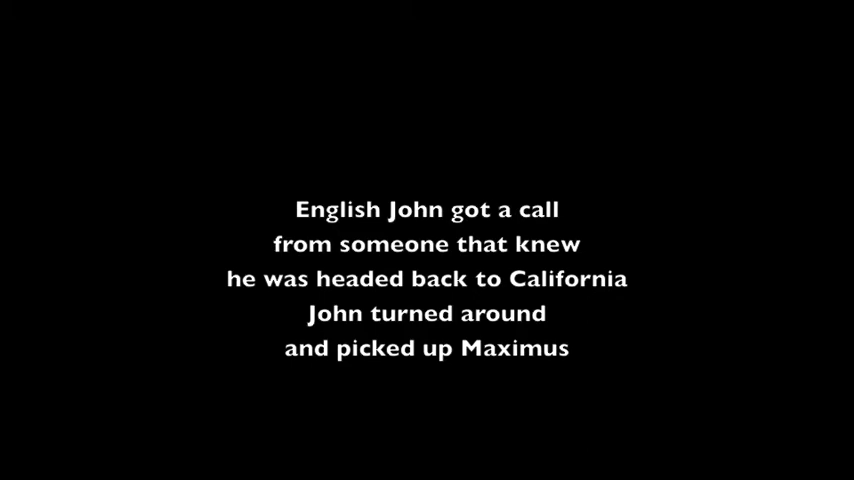 English John got a call
from someone that knew
he was headed back to California
John turned around
and picked up Maximus